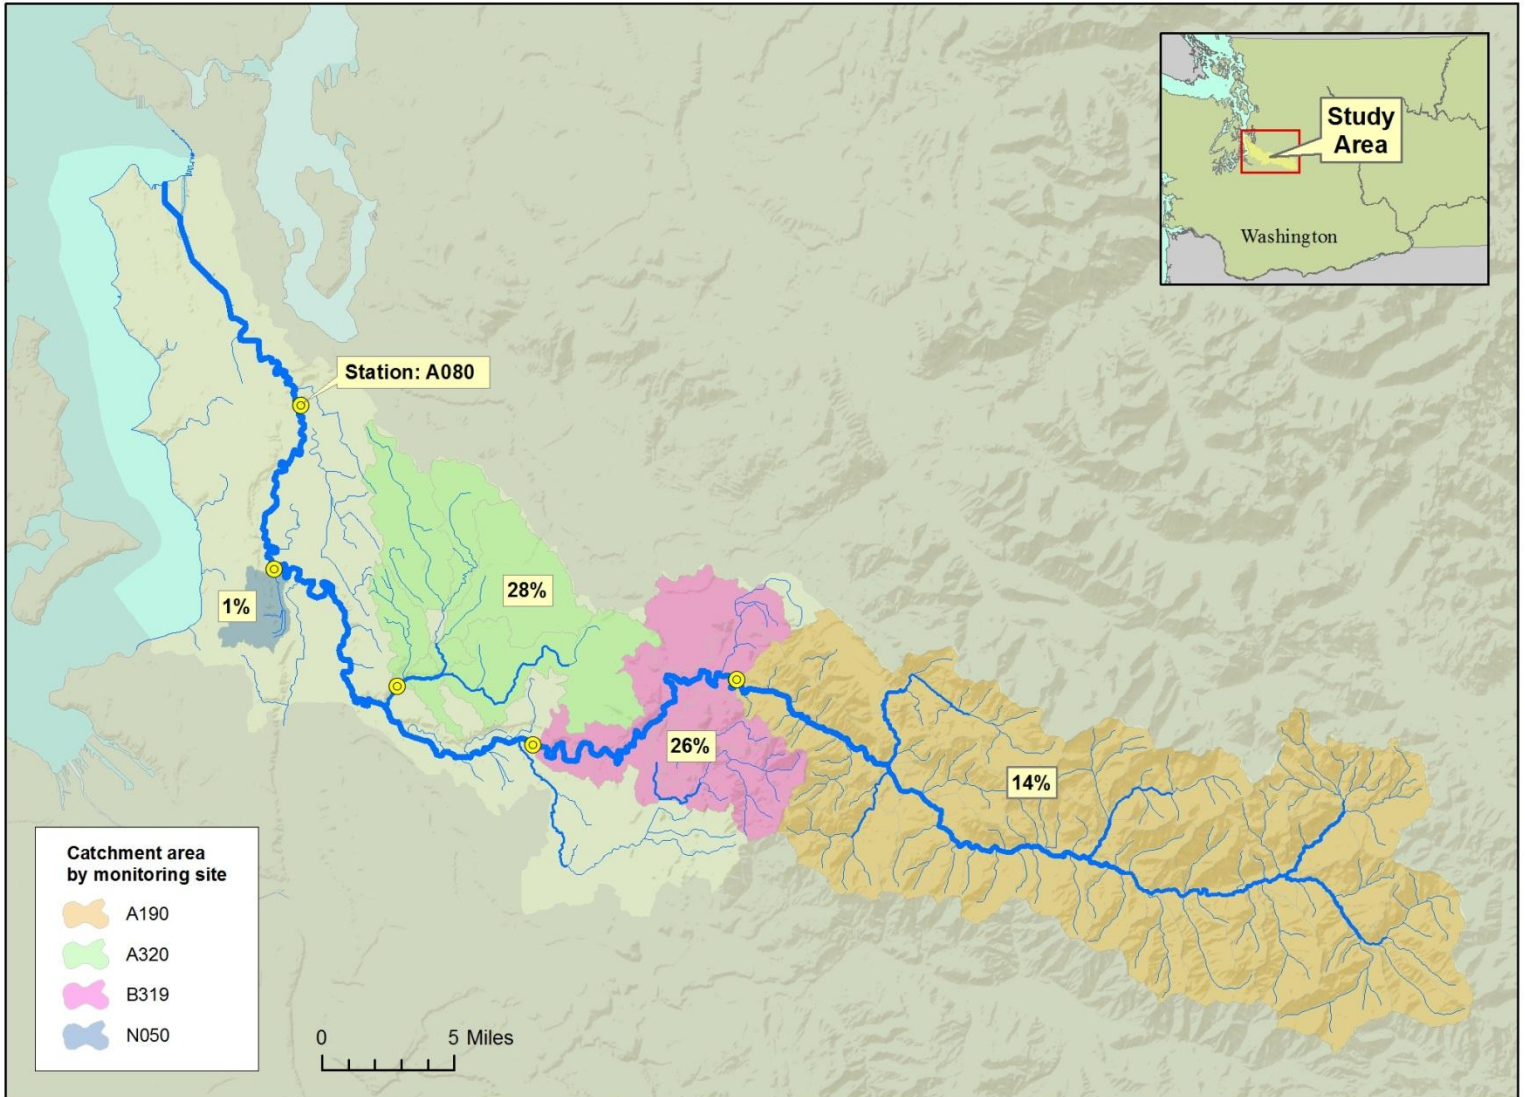 Study
Area
Washington
Station: A080
28%
1%
26%
14%
Catchment area
by monitoring site
A190
A320
B319
N050
0 5 Miles